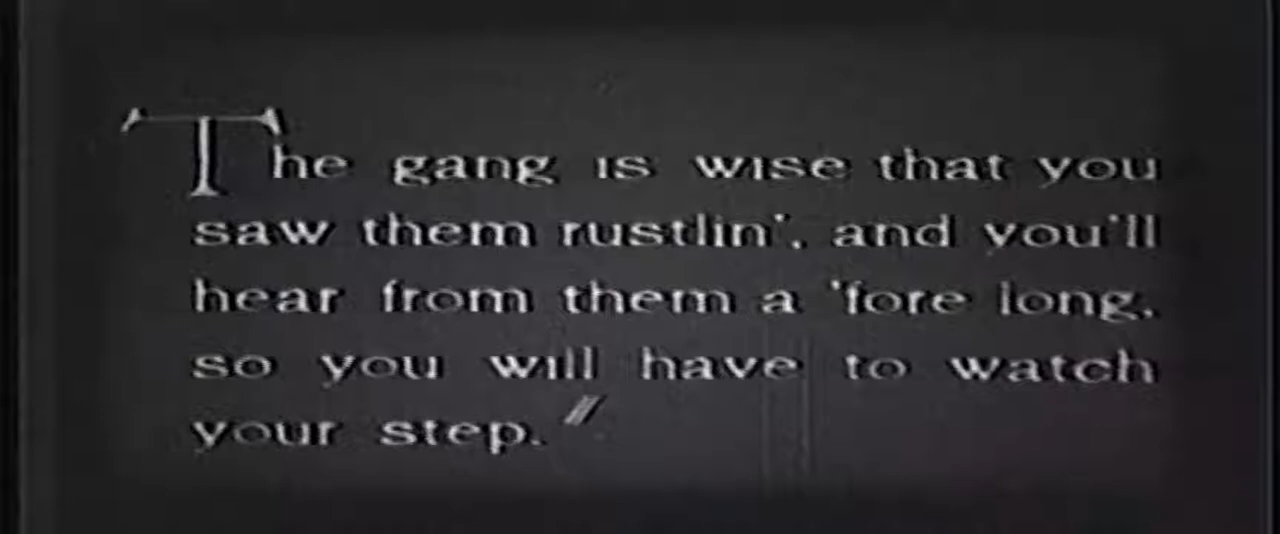 The gang is wise that you
saw them rustlin', and you'll
hear from them a 'fore long,
so you will have to watch
your step."